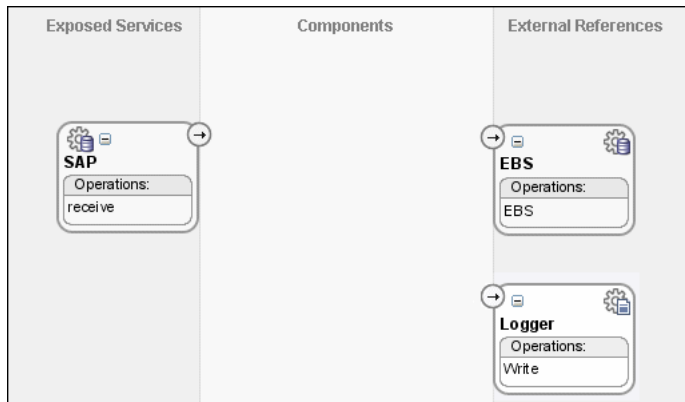 Exposed Services
Components
External References
SAP
Operations:
receive
EBS
Operations:
EBS
Logger
Operations:
Write